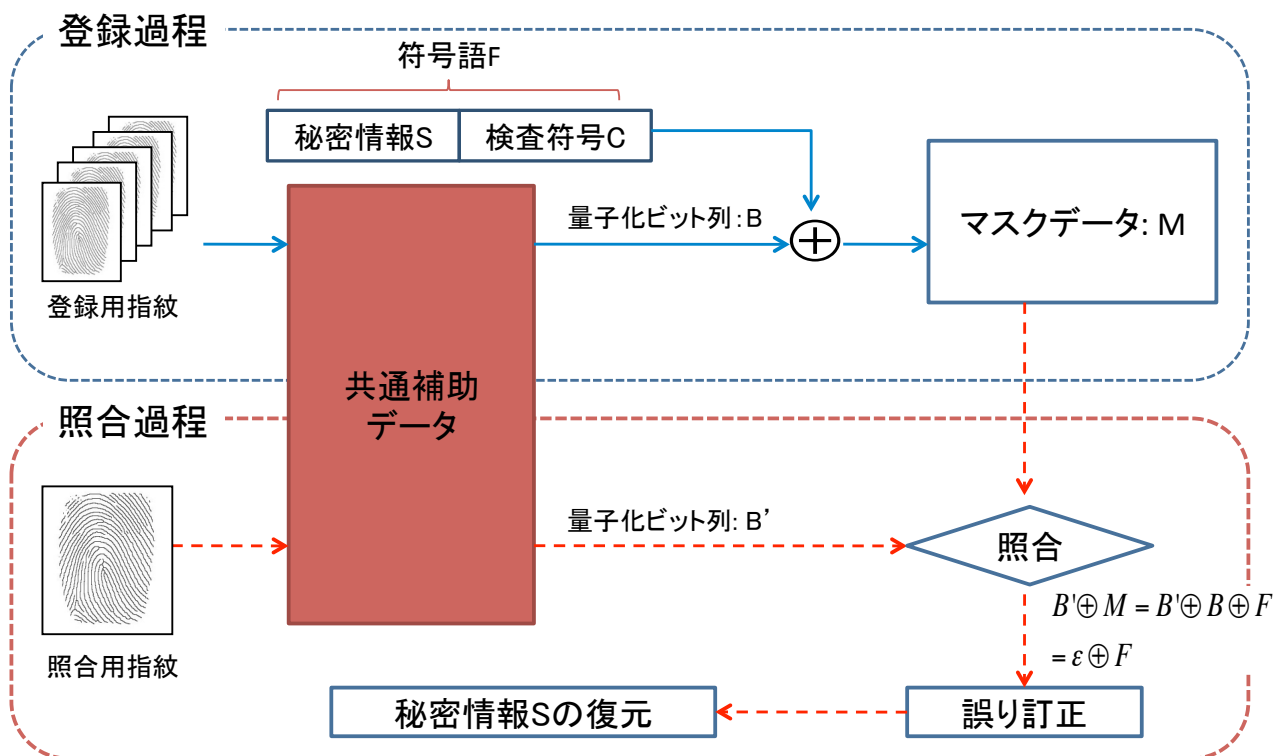 登録過程
符号語F
秘密情報S
検査符号C
登録用指紋
量子化ビット列:B
マスクデータ: M
共通補助
データ
照合過程
照合用指紋
量子化ビット列: B'
照合
B'⊕M = B'⊕B⊕F
= ε⊕F
誤り訂正
秘密情報Sの復元